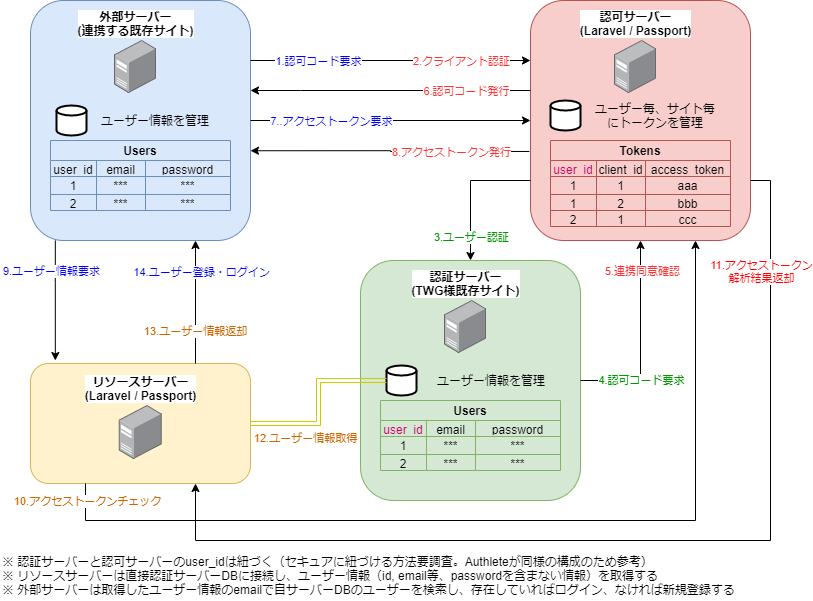 外部サーバー
(連携する既存サイト)
ユーザー情報を管理
Users
user_id email password
1 *** ***
2 *** ***
1.認可コード要求
2.クライアント認証
6.認可コード発行
7..アクセストークン要求
8.アクセストークン発行
認可サーバー
(Laravel / Passport)
ユーザー毎、サイト毎
にトークンを管理
Tokens
user_id client_id access_token
1 1 aaa
1 2 bbb
2 1 ccc
3.ユーザー認証
9.ユーザー情報要求
14.ユーザー登録・ログイン
13.ユーザー情報返却
認証サーバー
(TWG様既存サイト)
ユーザー情報を管理
Users
user_id email password
1 *** ***
2 *** ***
5.連携同意確認
11.アクセストークン
解析結果返却
4.認可コード要求
リソースサーバー
(Laravel / Passport)
12.ユーザー情報取得
10.アクセストークンチェック
※ 認証サーバーと認可サーバーのuser_idは紐づく（セキュアに紐づける方法要調査。Authleteが同様の構成のため参考）
※ リソースサーバーは直接認証サーバーDBに接続し、ユーザー情報（id, email等、passwordを含まない情報）を取得する
※ 外部サーバーは取得したユーザー情報のemailで自サーバーDBのユーザーを検索し、存在していればログイン、なければ新規登録する